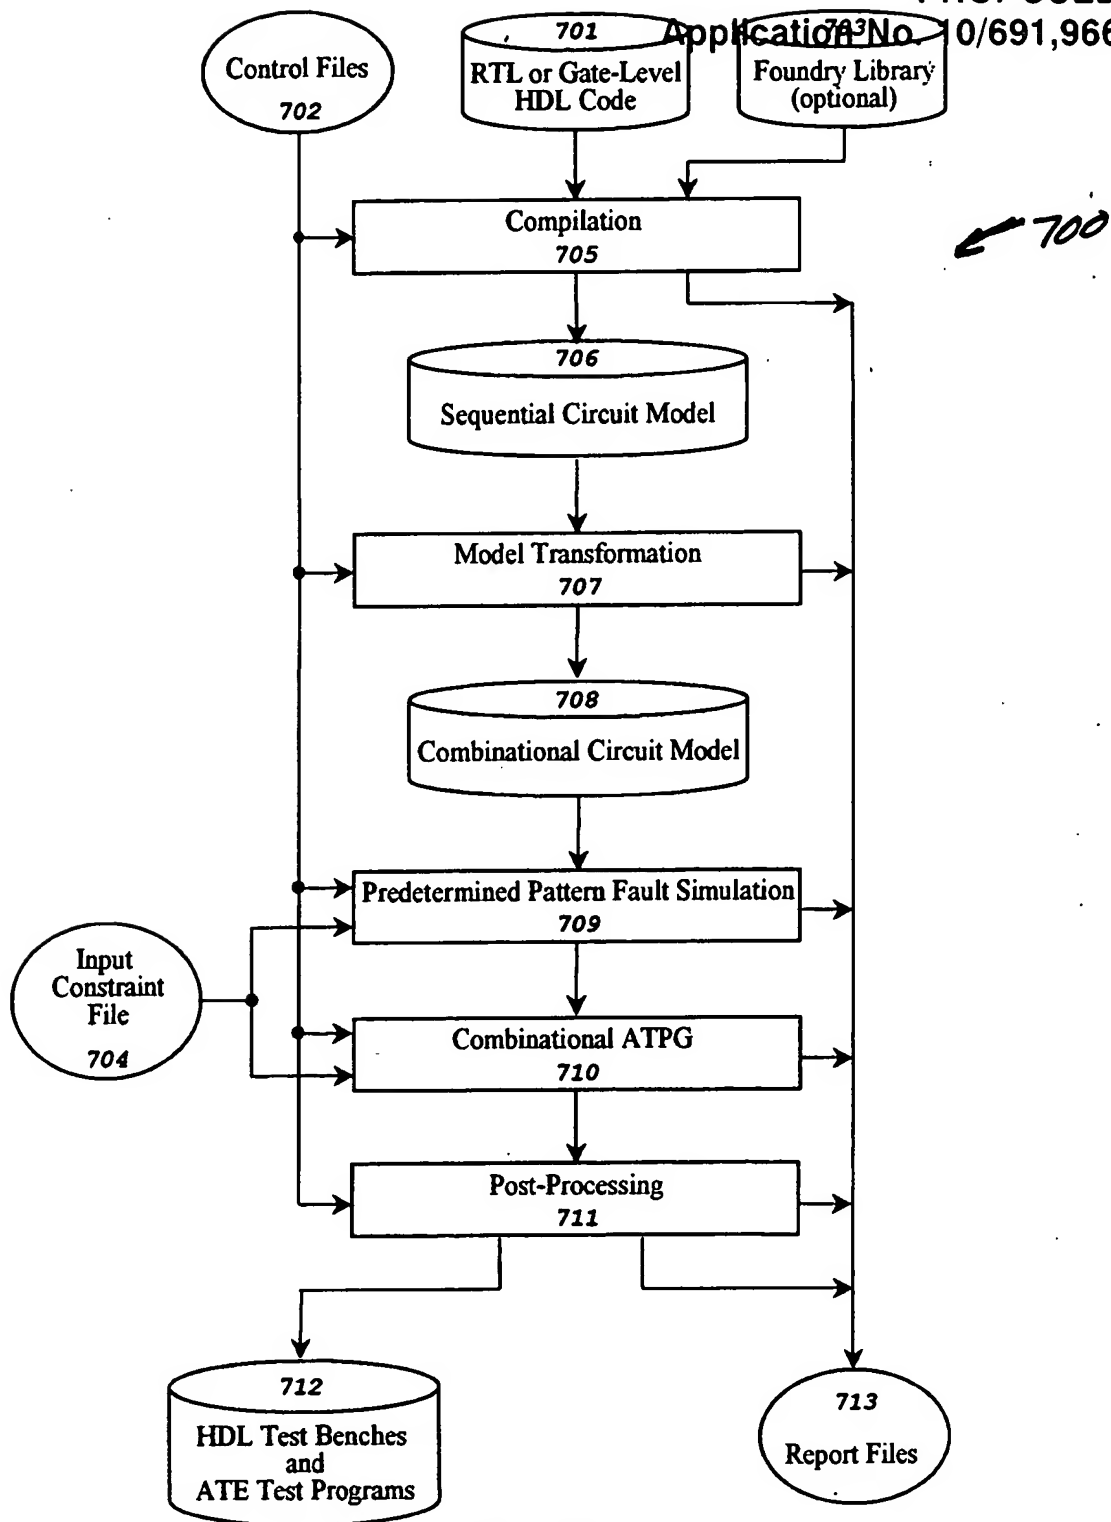 Application No. 10/691,966
Control Files
702
701
RTL or Gate-Level
HDL Code
703
Foundry Library
(optional)
700
Compilation
705
706
Sequential Circuit Model
Model Transformation
707
708
Combinational Circuit Model
Predetermined Pattern Fault Simulation
709
Input
Constraint
File
704
Combinational ATPG
710
Post-Processing
711
712
HDL Test Benches
and
ATE Test Programs
713
Report Files